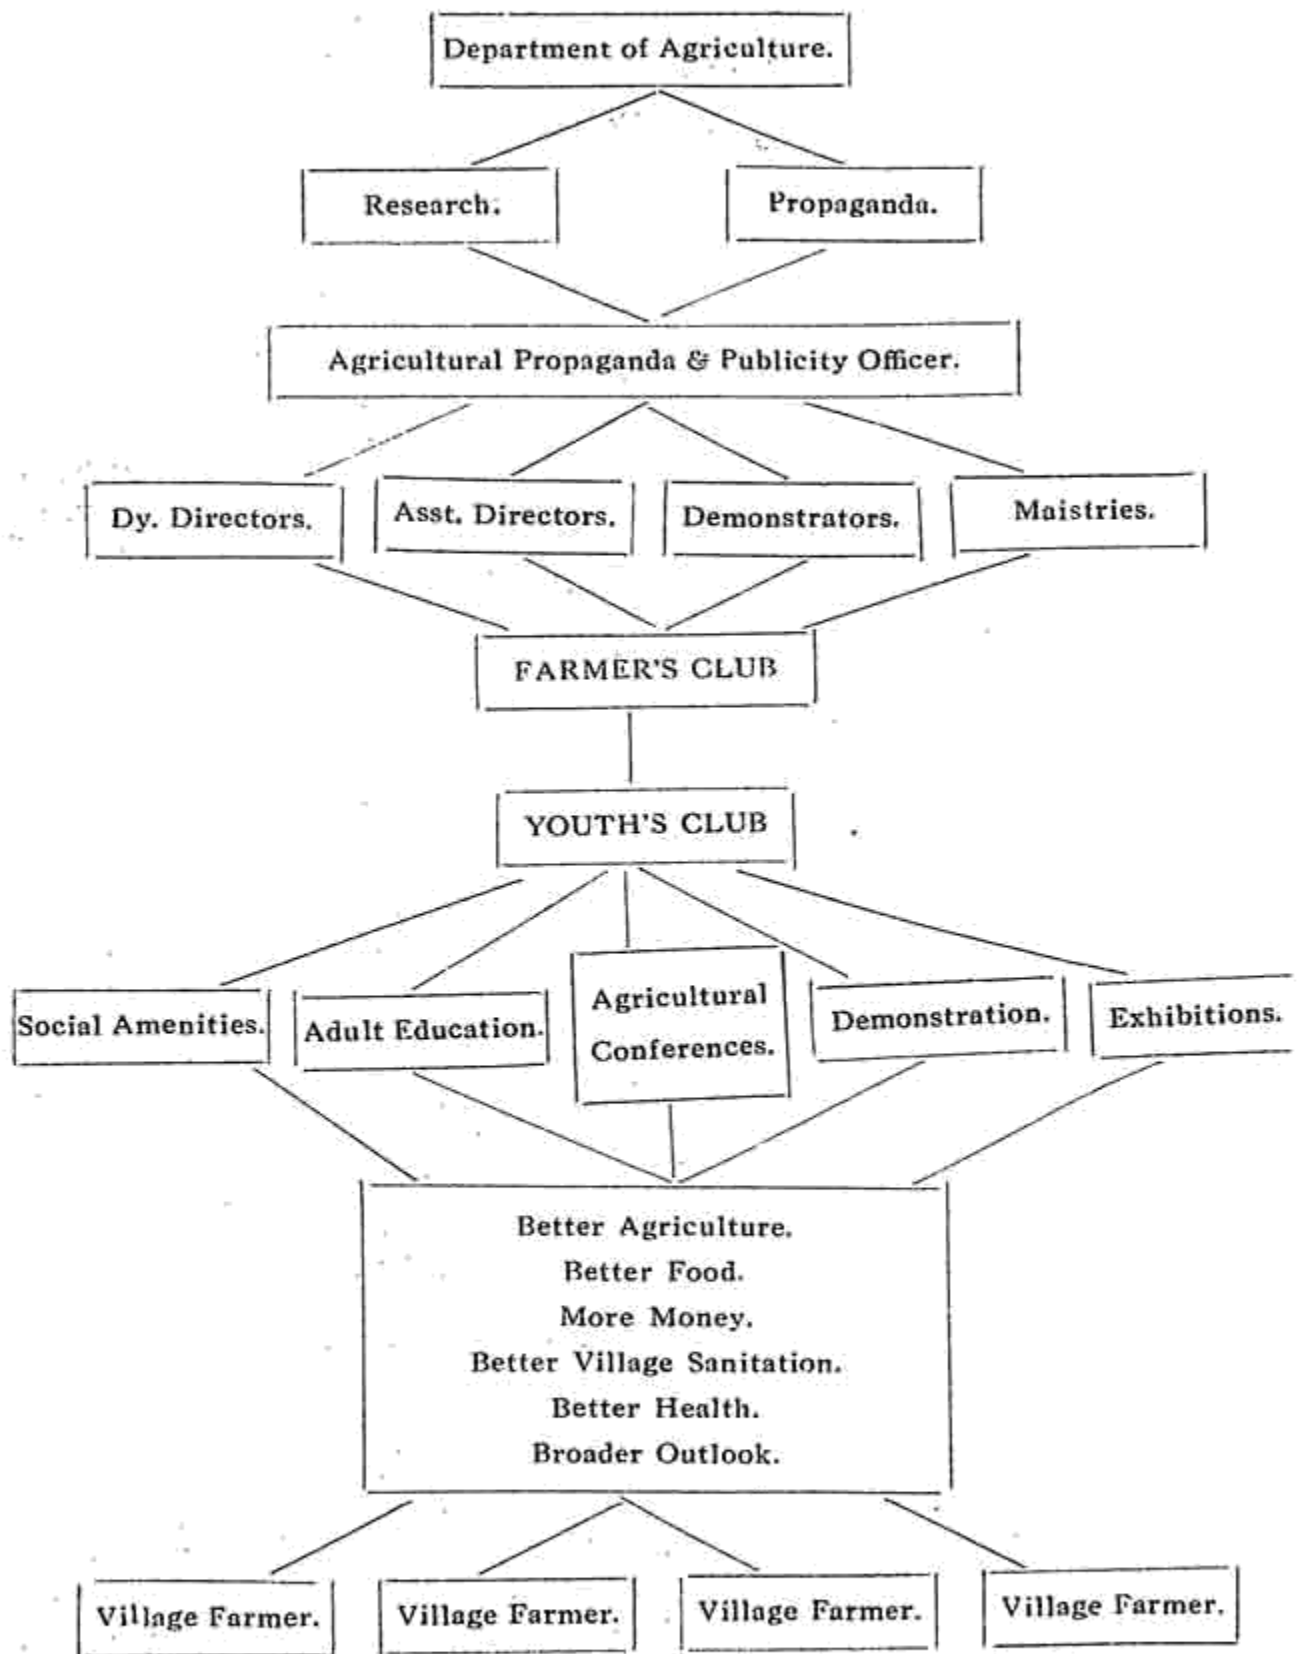 Department of Agriculture.
Research.
Propaganda.
Agricultural Propaganda & Publicity Officer.
Dy. Directors.
Asst. Directors.
Demonstrators.
Maistries.
FARMER'S CLUB
YOUTH'S CLUB
Social Amenities.
Adult Education.
Agricultural
Conferences.
Demonstration.
Exhibitions.
Better Agriculture.
Better Food.
More Money.
Better Village Sanitation.
Better Health.
Broader Outlook.
Village Farmer.
Village Farmer.
Village Farmer.
Village Farmer.